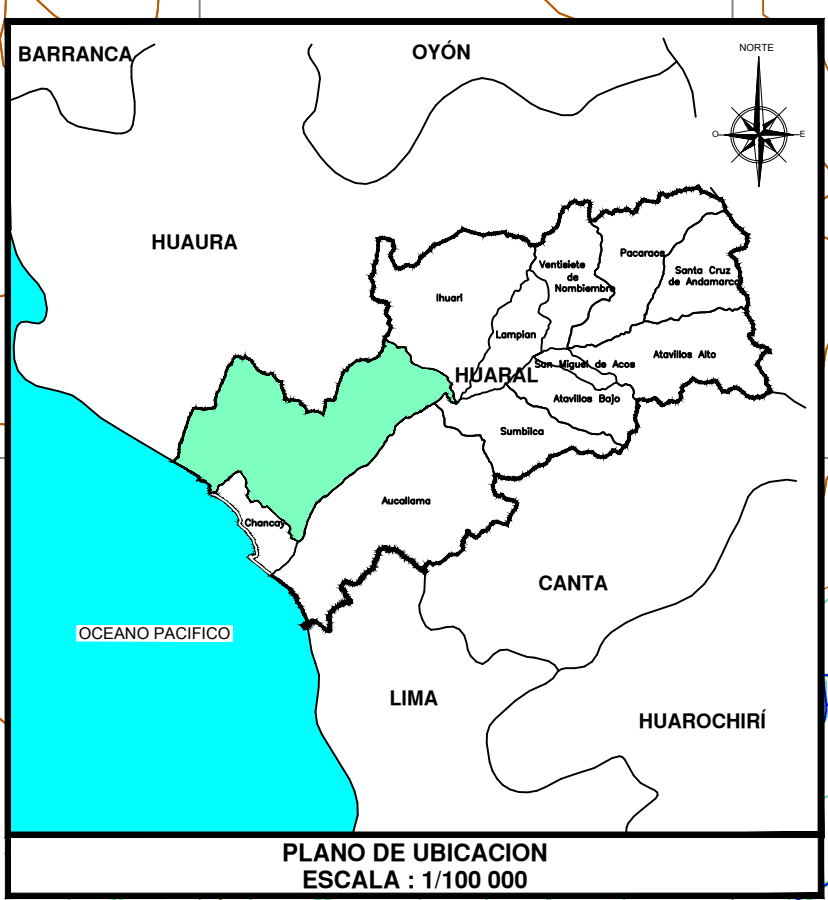 NORTE
BARRANCA
OYÓN
O
E
HUAURA
Ventisiete
de
Nombiembre
Pacaraos
Santa Cruz
de Andamarca
Ihuari
Lampian
San Miguel de Acos
Atavillos Alto
HUARAL
Atavillos Bajo
Sumbilca
Aucallama
Chancay
CANTA
OCEANO PACIFICO
LIMA
HUAROCHIRÍ
PLANO DE UBICACION
ESCALA : 1/100 000